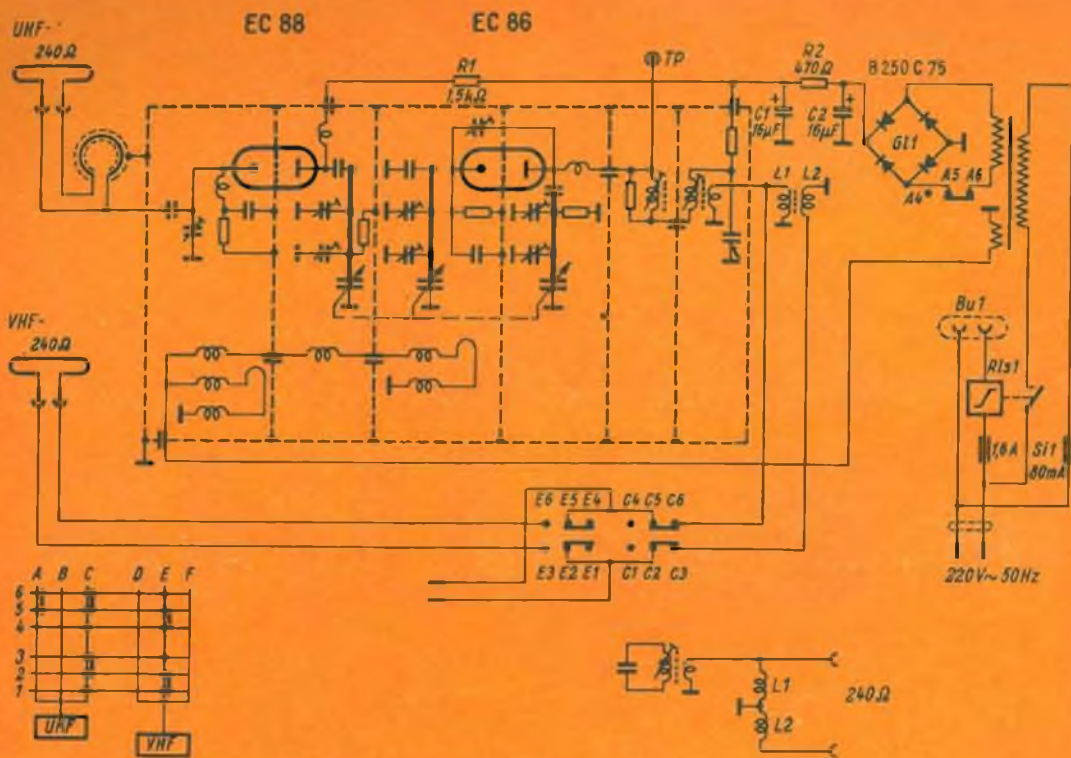 EC 88
EC 86
UHF-
240Ω
R1
1,5kΩ
TP
R2
470Ω
B 250 C 75
C1
16µF
C2
16µF
Gl1
L1 L2
A5 A6
A4
VHF-
240Ω
Bu1
Rls1
1,6A
Si1
80mA
220V~ 50Hz
E6 E5 E4 C4 C5 C6
E3 E2 E1 C1 C2 C3
A B C D E F
6
5
4
3
2
1
UHF
VHF
L1
240Ω
L2